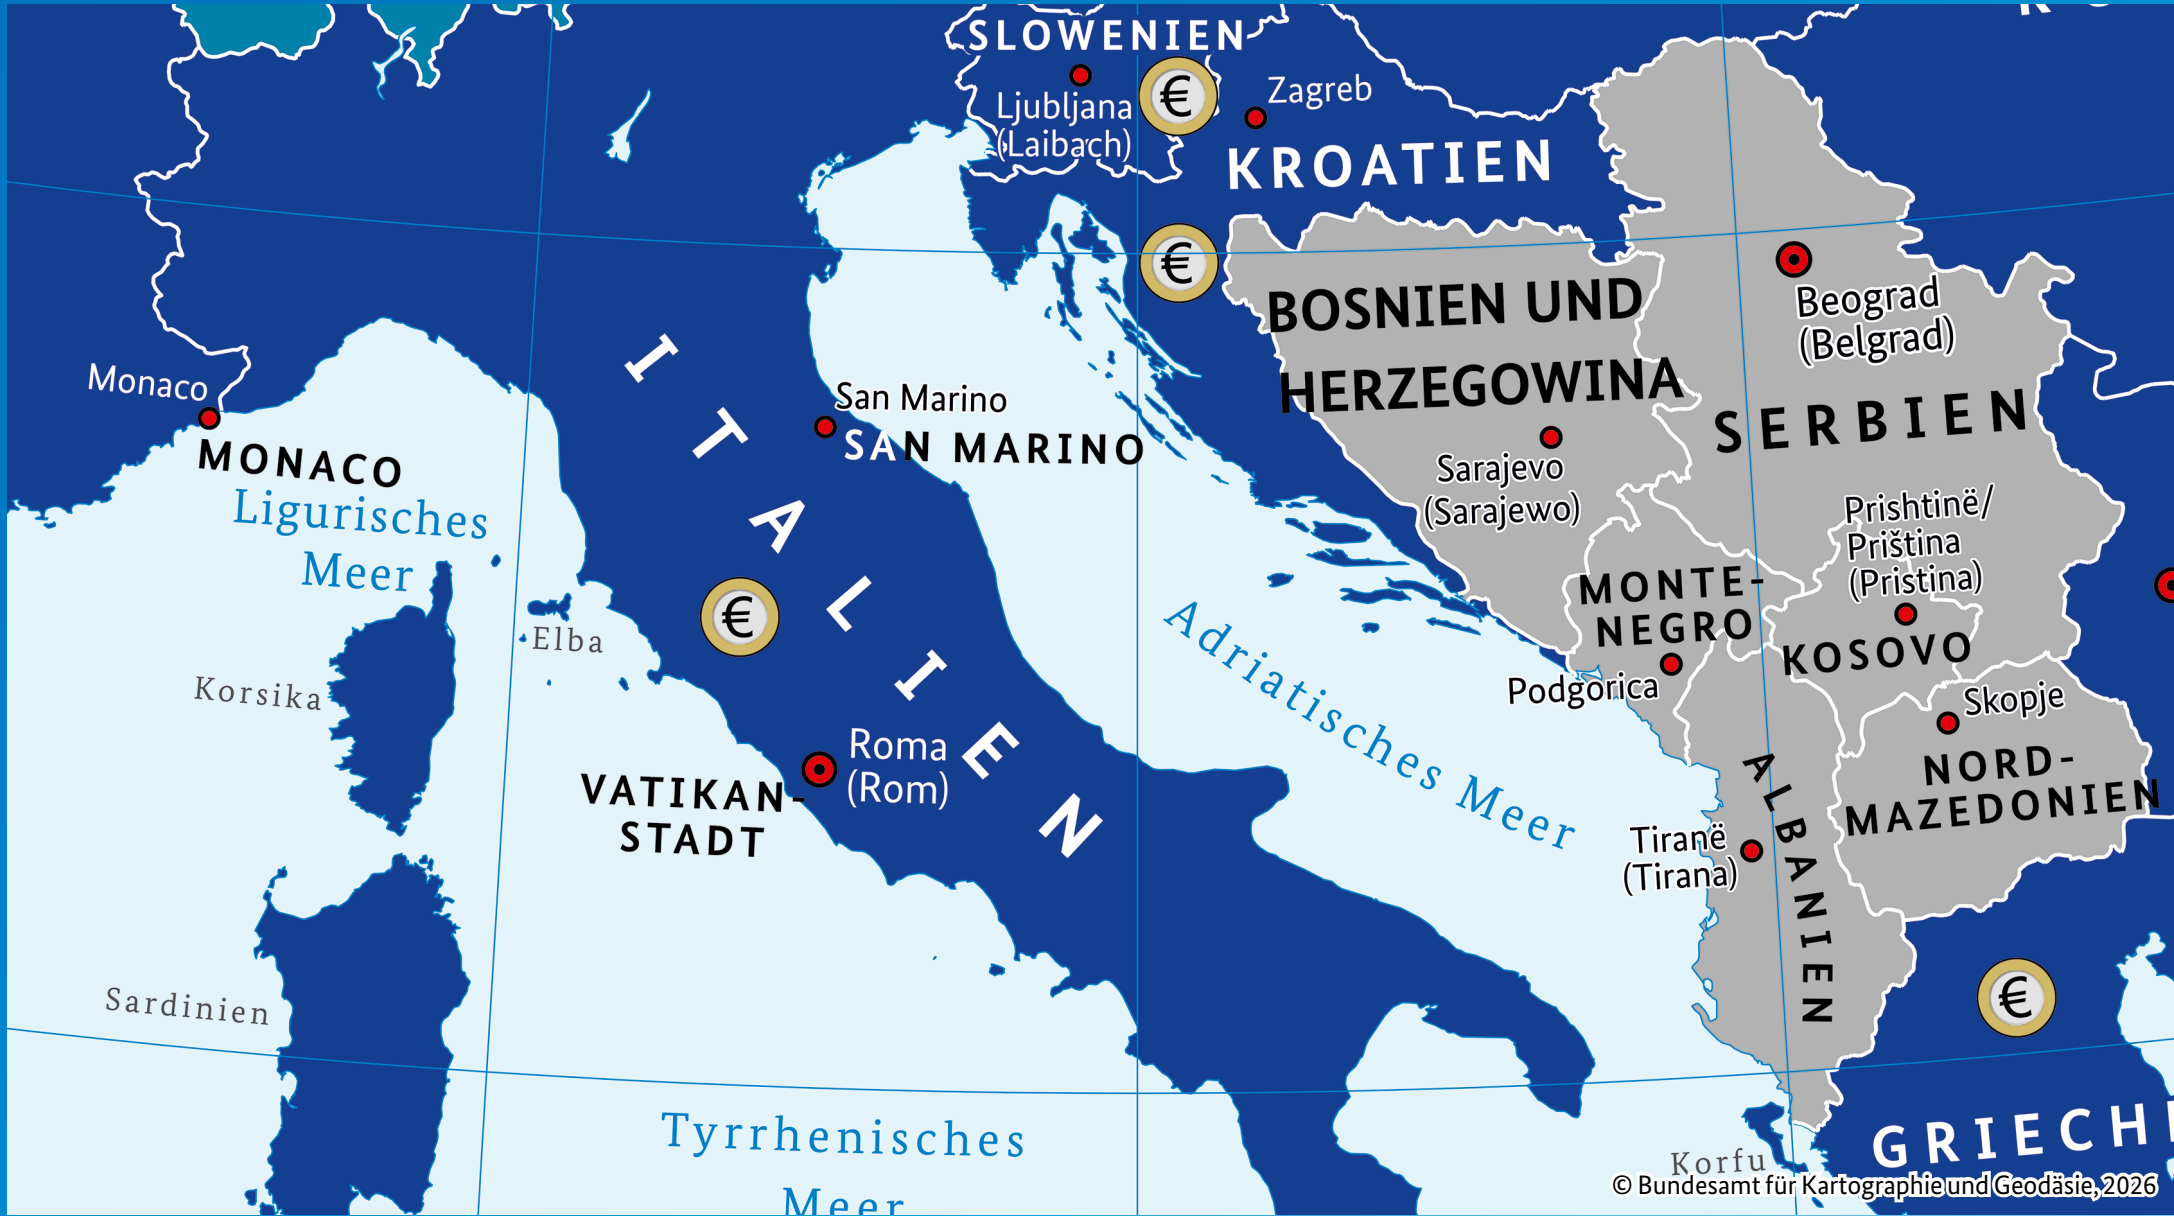 SLOWENIEN
Ljubljana
(Laibach)
€
Zagreb
KROATIEN
€
BOSNIEN UND
HERZEGOWINA
Sarajevo
(Sarajewo)
Beograd
(Belgrad)
SERBIEN
Monaco
MONACO
Ligurisches
Meer
San Marino
SAN MARINO
ITALIEN
€
Elba
Korsika
Adriatisches Meer
Prishtinë/
Priština
(Pristina)
MONTE-
NEGRO
KOSOVO
Podgorica
Skopje
NORD-
MAZEDONIEN
Roma
(Rom)
VATIKAN-
STADT
ALBANIEN
Tiranë
(Tirana)
€
Sardinien
Tyrrhenisches
Meer
GRIECH
Korfu
© Bundesamt für Kartographie und Geodäsie, 2026